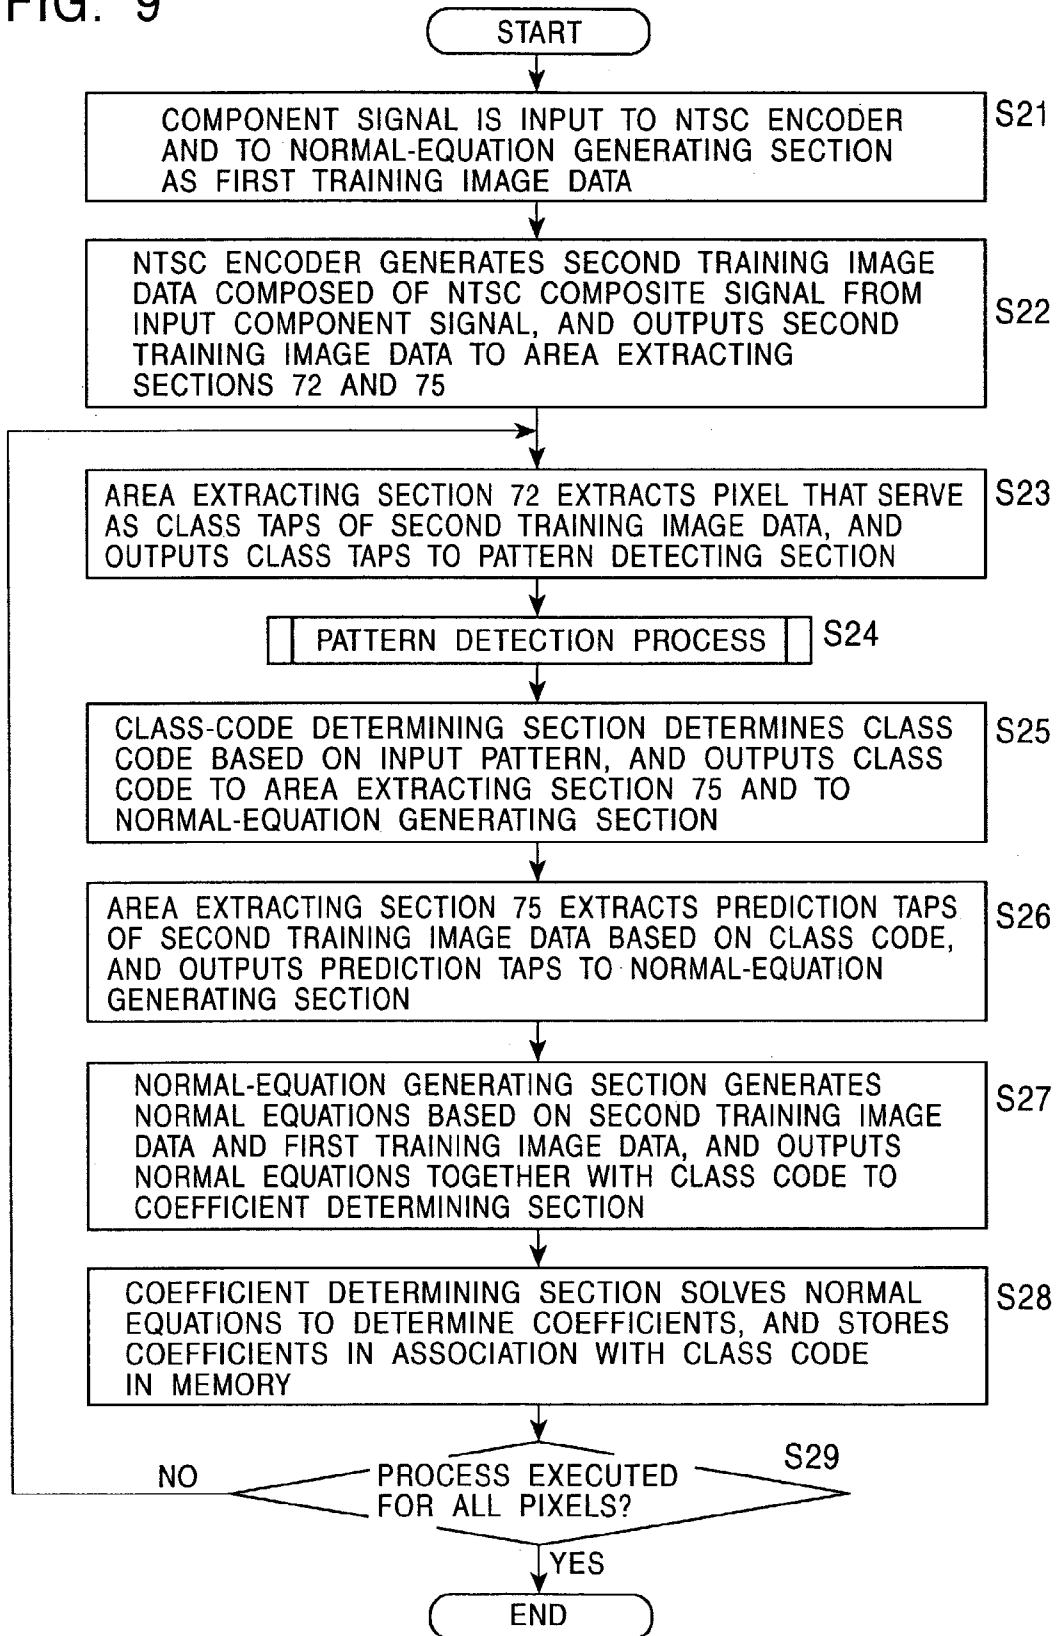 FIG. 9
START
COMPONENT SIGNAL IS INPUT TO NTSC ENCODER
AND TO NORMAL-EQUATION GENERATING SECTION
AS FIRST TRAINING IMAGE DATA
S21
NTSC ENCODER GENERATES SECOND TRAINING IMAGE
DATA COMPOSED OF NTSC COMPOSITE SIGNAL FROM
INPUT COMPONENT SIGNAL, AND OUTPUTS SECOND
TRAINING IMAGE DATA TO AREA EXTRACTING
SECTIONS 72 AND 75
S22
AREA EXTRACTING SECTION 72 EXTRACTS PIXEL THAT SERVE
AS CLASS TAPS OF SECOND TRAINING IMAGE DATA, AND
OUTPUTS CLASS TAPS TO PATTERN DETECTING SECTION
S23
PATTERN DETECTION PROCESS
S24
CLASS-CODE DETERMINING SECTION DETERMINES CLASS
CODE BASED ON INPUT PATTERN, AND OUTPUTS CLASS
CODE TO AREA EXTRACTING SECTION 75 AND TO
NORMAL-EQUATION GENERATING SECTION
S25
AREA EXTRACTING SECTION 75 EXTRACTS PREDICTION TAPS
OF SECOND TRAINING IMAGE DATA BASED ON CLASS CODE,
AND OUTPUTS PREDICTION TAPS TO NORMAL-EQUATION
GENERATING SECTION
S26
NORMAL-EQUATION GENERATING SECTION GENERATES
NORMAL EQUATIONS BASED ON SECOND TRAINING IMAGE
DATA AND FIRST TRAINING IMAGE DATA, AND OUTPUTS
NORMAL EQUATIONS TOGETHER WITH CLASS CODE TO
COEFFICIENT DETERMINING SECTION
S27
COEFFICIENT DETERMINING SECTION SOLVES NORMAL
EQUATIONS TO DETERMINE COEFFICIENTS, AND STORES
COEFFICIENTS IN ASSOCIATION WITH CLASS CODE
IN MEMORY
S28
PROCESS EXECUTED
FOR ALL PIXELS?
S29
NO
YES
END